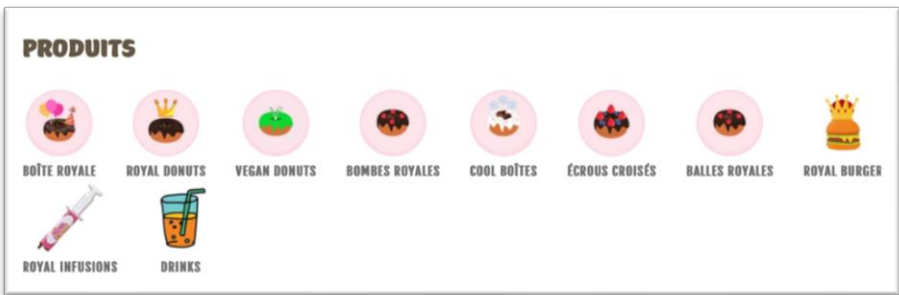 PRODUITS
BOÎTE ROYALE ROYAL DONUTS VEGAN DONUTS BOMBES ROYALES COOL BOÎTES ÉCROUS CROISÉS BALLES ROYALES ROYAL BURGER
ROYAL INFUSIONS DRINKS